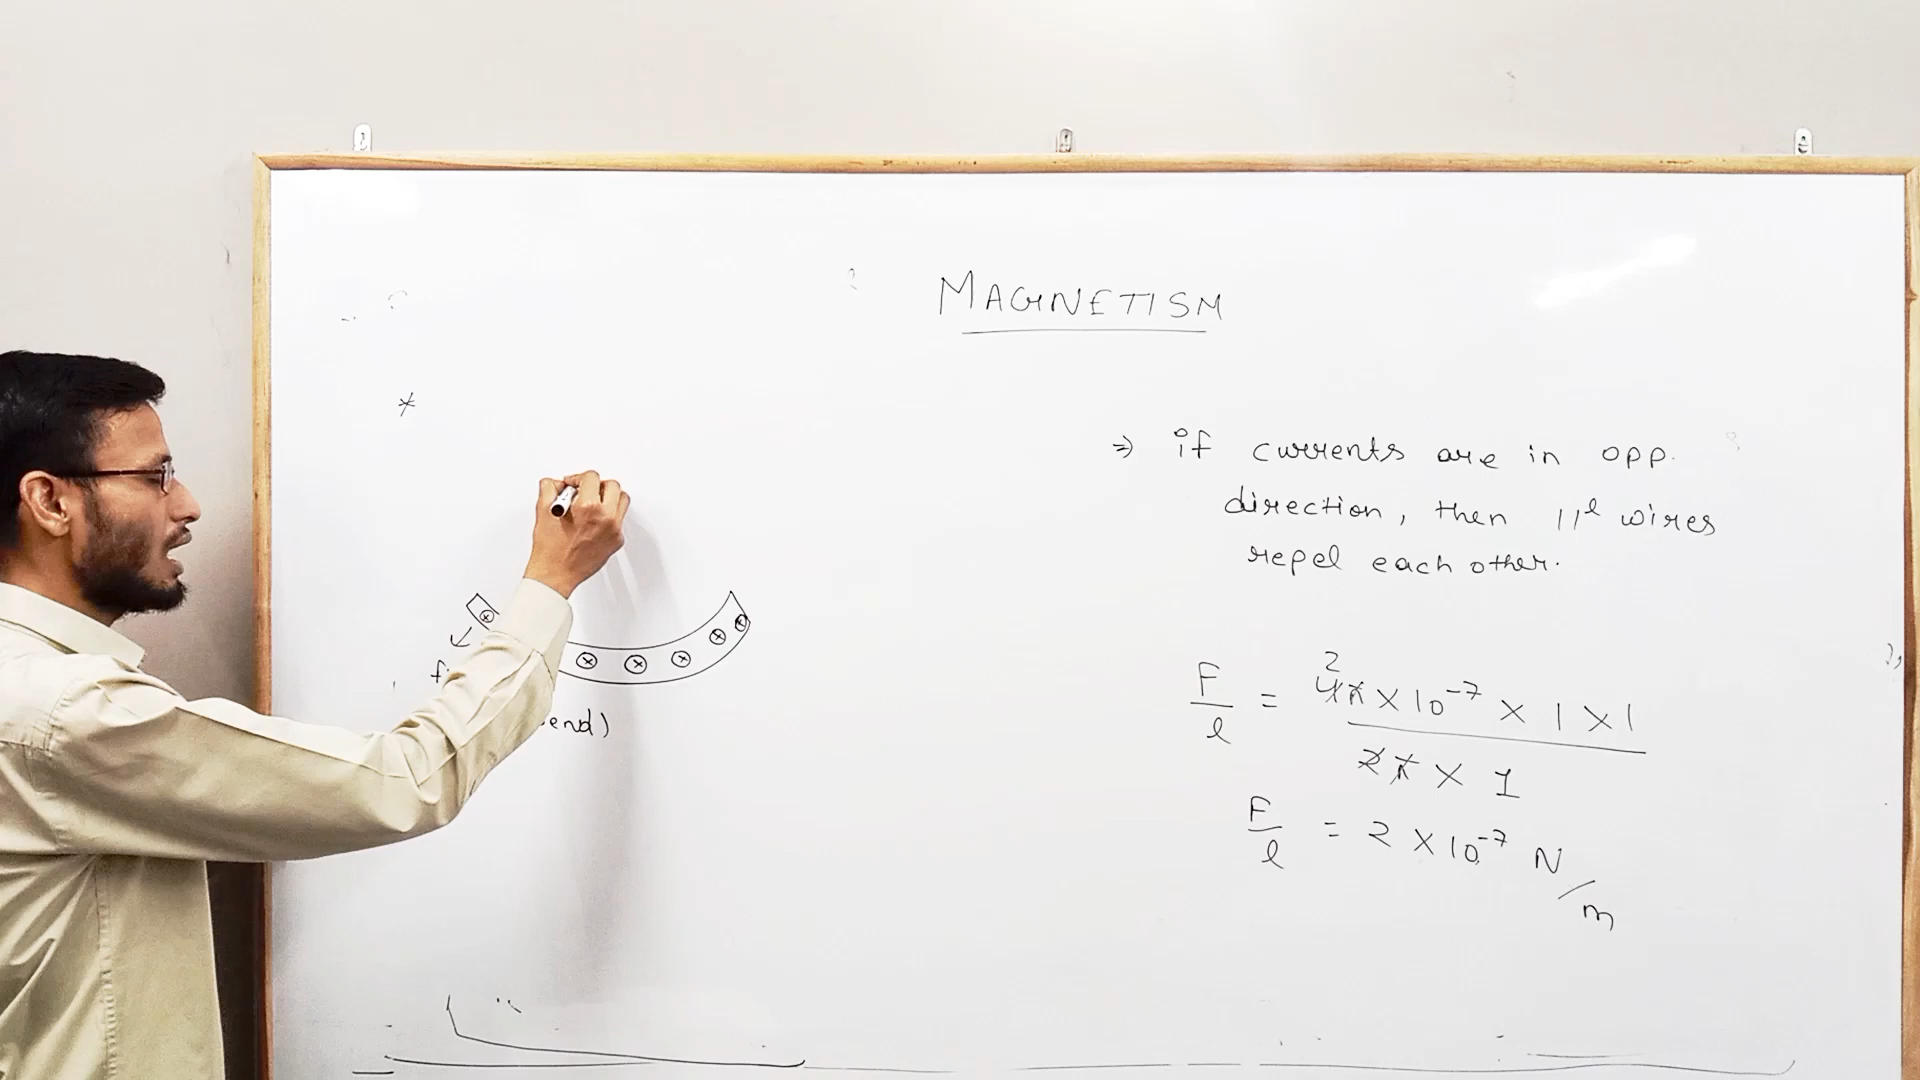 MAGNETISM
*
⇒ if currents are in opp.
direction, then ||ˡ wires
repel each other.
end)
F/l = 2 4π × 10⁻⁷ × 1 × 1 / 2π × 1
F/l = 2 × 10⁻⁷ N/m